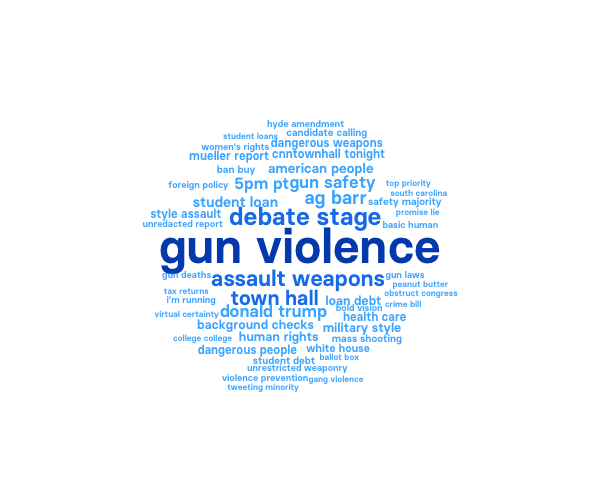 hyde amendment
student loans candidate calling
women's rights dangerous weapons
mueller report cnntownhall tonight
ban buy american people
foreign policy 5pm pt gun safety top priority
south carolina
student loan ag barr safety majority
style assault debate stage promise lie
unredacted report basic human
gun violence
gun deaths assault weapons gun laws
peanut butter
tax returns town hall loan debt obstruct congress
i'm running bold vision crime bill
virtual certainty donald trump health care
background checks military style
college college human rights mass shooting
dangerous people white house
student debt ballot box
unrestricted weaponry
violence prevention gang violence
tweeting minority